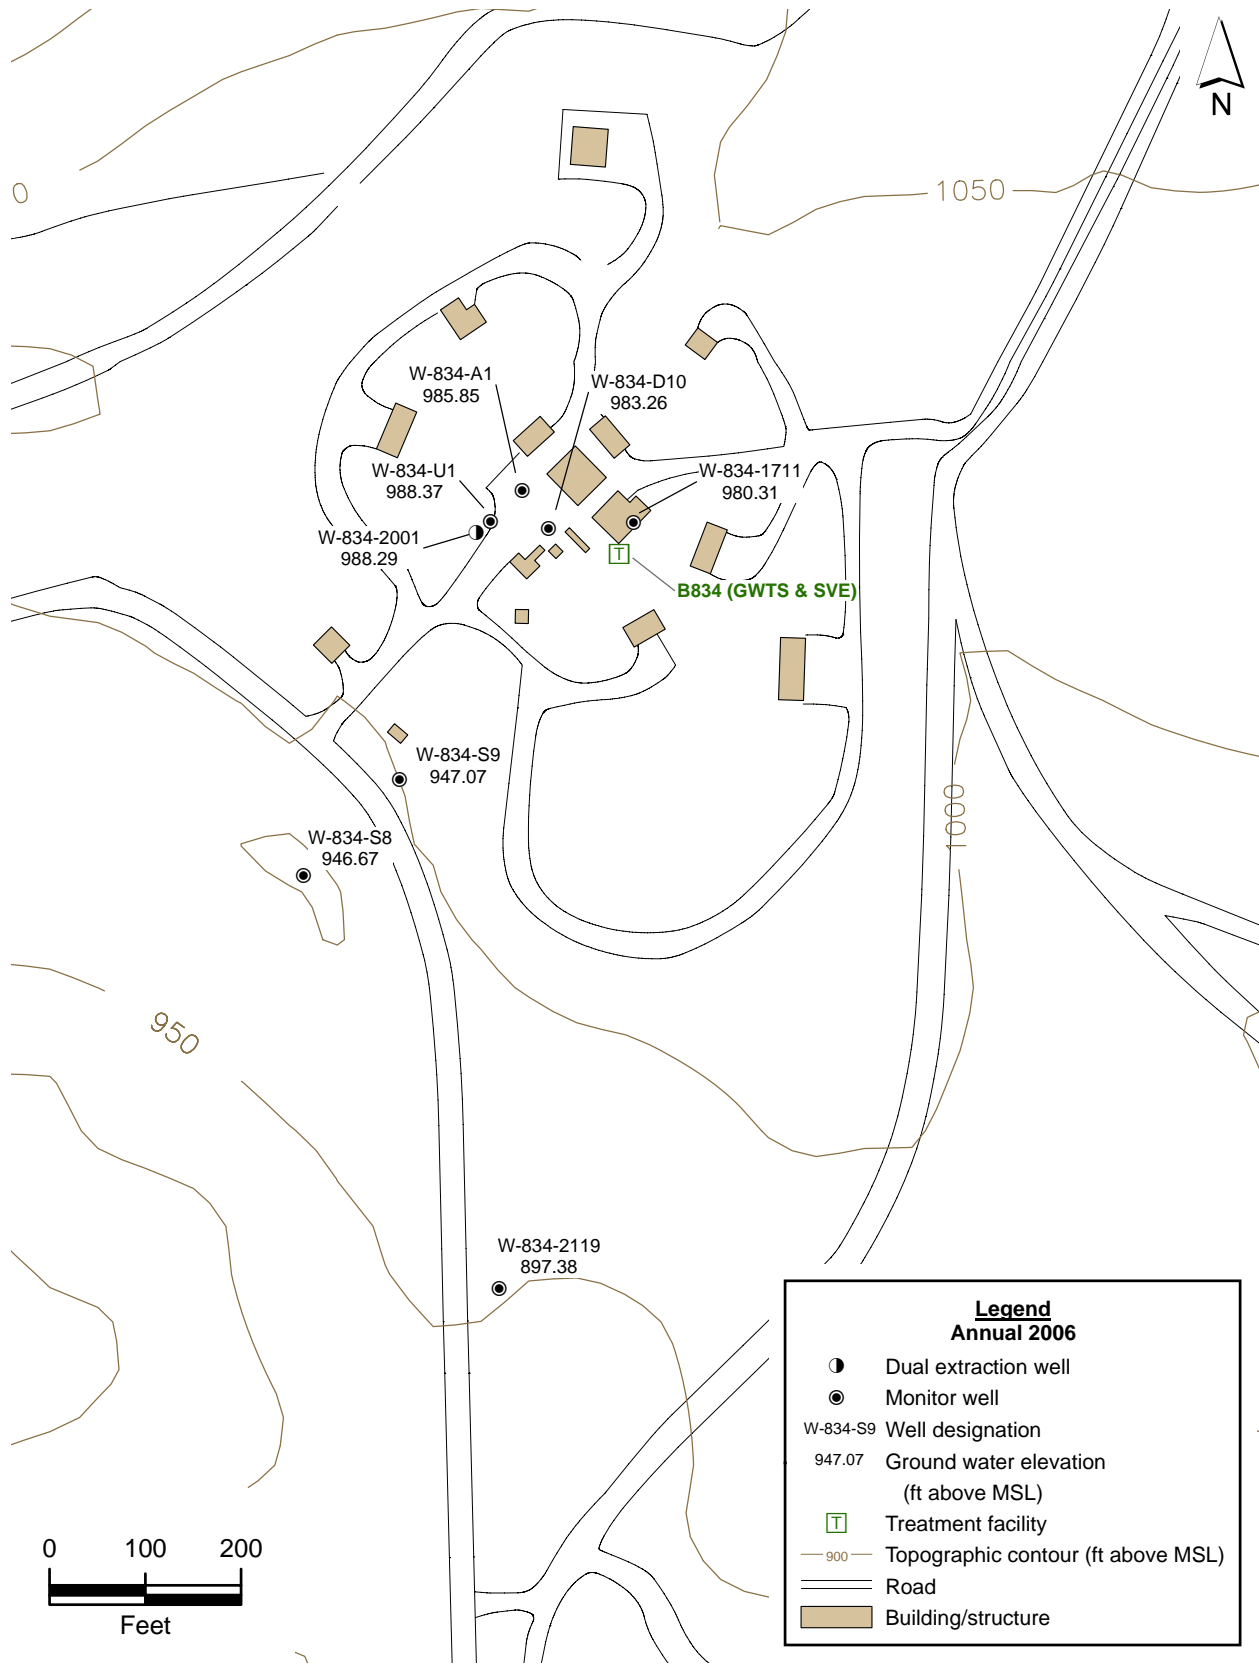 N
0
1050
W-834-A1
985.85
W-834-D10
983.26
W-834-U1
988.37
W-834-1711
980.31
W-834-2001
988.29
T
B834 (GWTS & SVE)
W-834-S9
947.07
1000
W-834-S8
946.67
950
W-834-2119
897.38
Legend
Annual 2006
Dual extraction well
Monitor well
W-834-S9 Well designation
947.07 Ground water elevation
(ft above MSL)
T Treatment facility
900 Topographic contour (ft above MSL)
Road
Building/structure
0 100 200
Feet